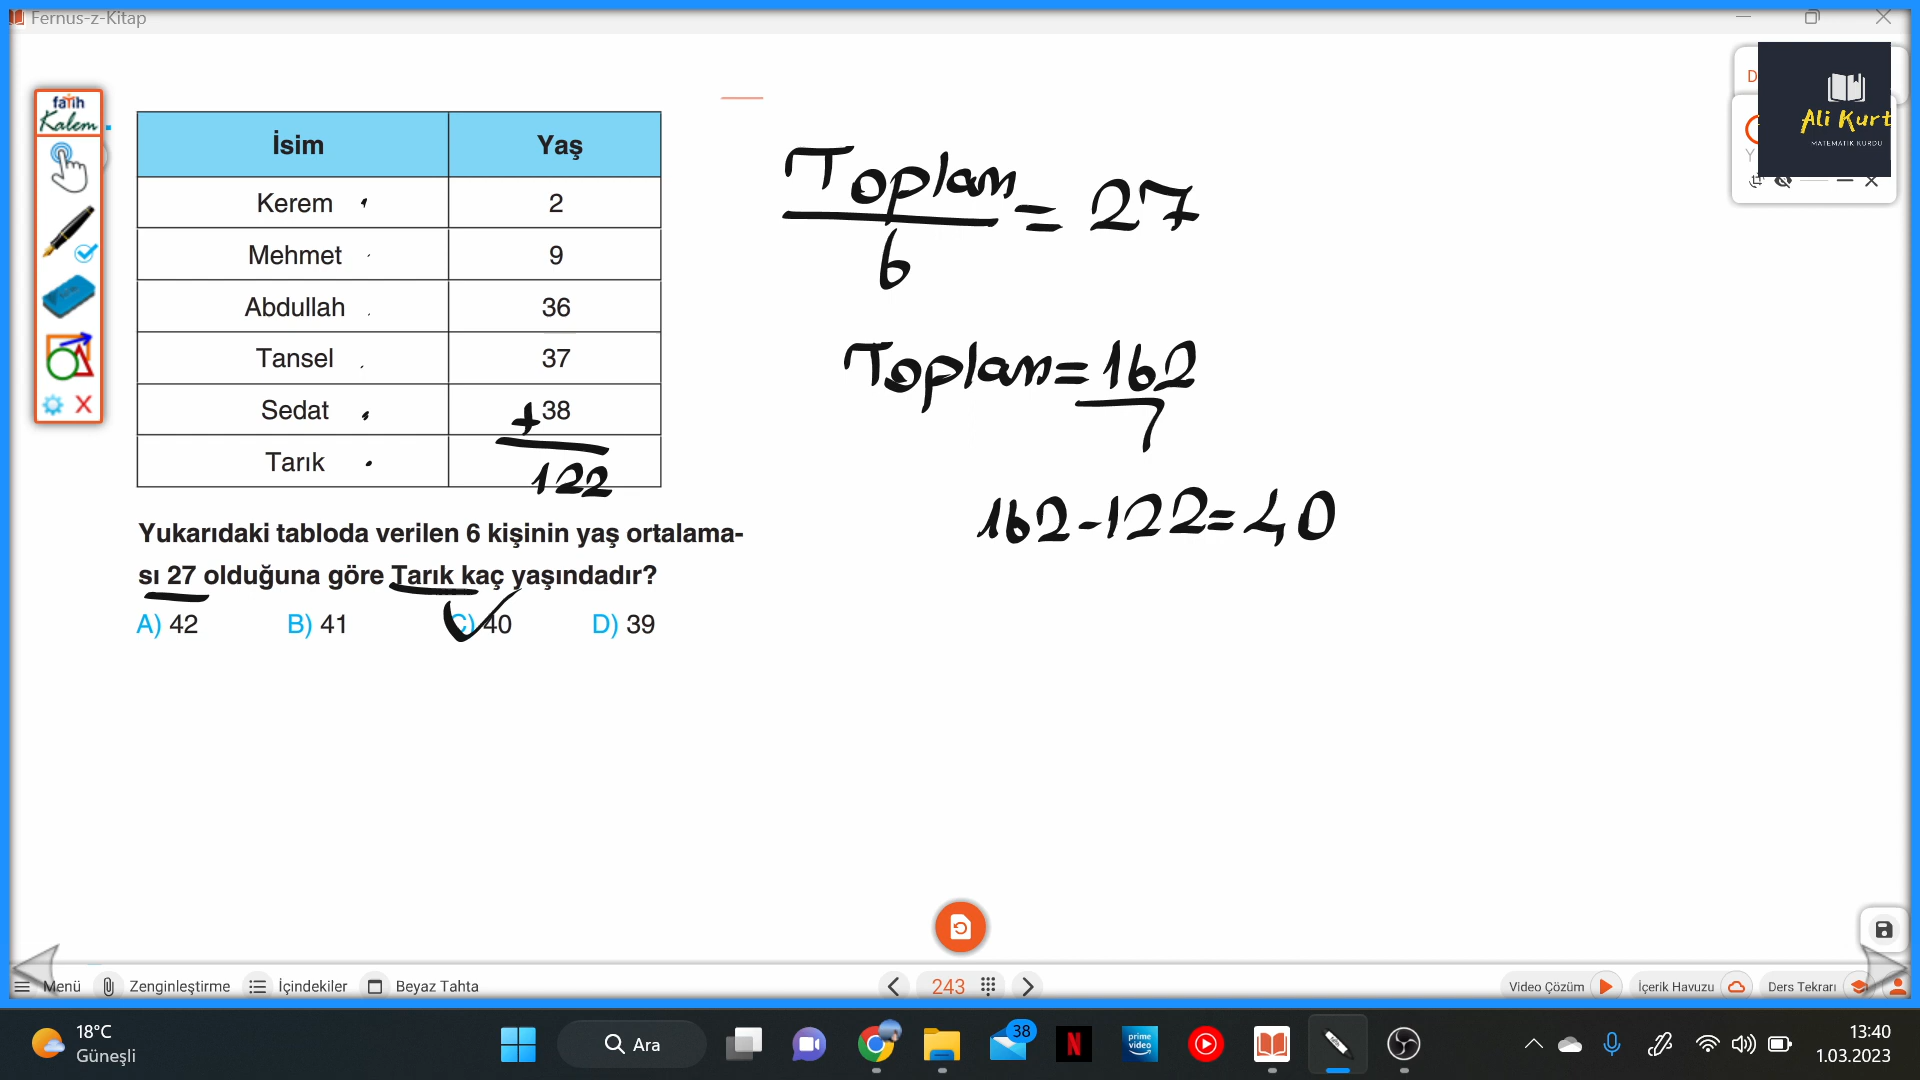 Fernus-z-Kitap
fatih
Kalem
D
Ali Kurt
MATEMATİK KURDU
Y
İsim Yaş
Kerem 2
Mehmet 9
Abdullah 36
Tansel 37
Sedat +38
Tarık 122
Toplam = 27
6
Toplam=162
162-122=40
Yukarıdaki tabloda verilen 6 kişinin yaş ortalama-
sı 27 olduğuna göre Tarık kaç yaşındadır?
A) 42 B) 41 C) 40 D) 39
Menü Zenginleştirme İçindekiler Beyaz Tahta 243 Video Çözüm İçerik Havuzu Ders Tekrarı
18°C
Güneşli
Ara
38
N
prime
video
13:40
1.03.2023